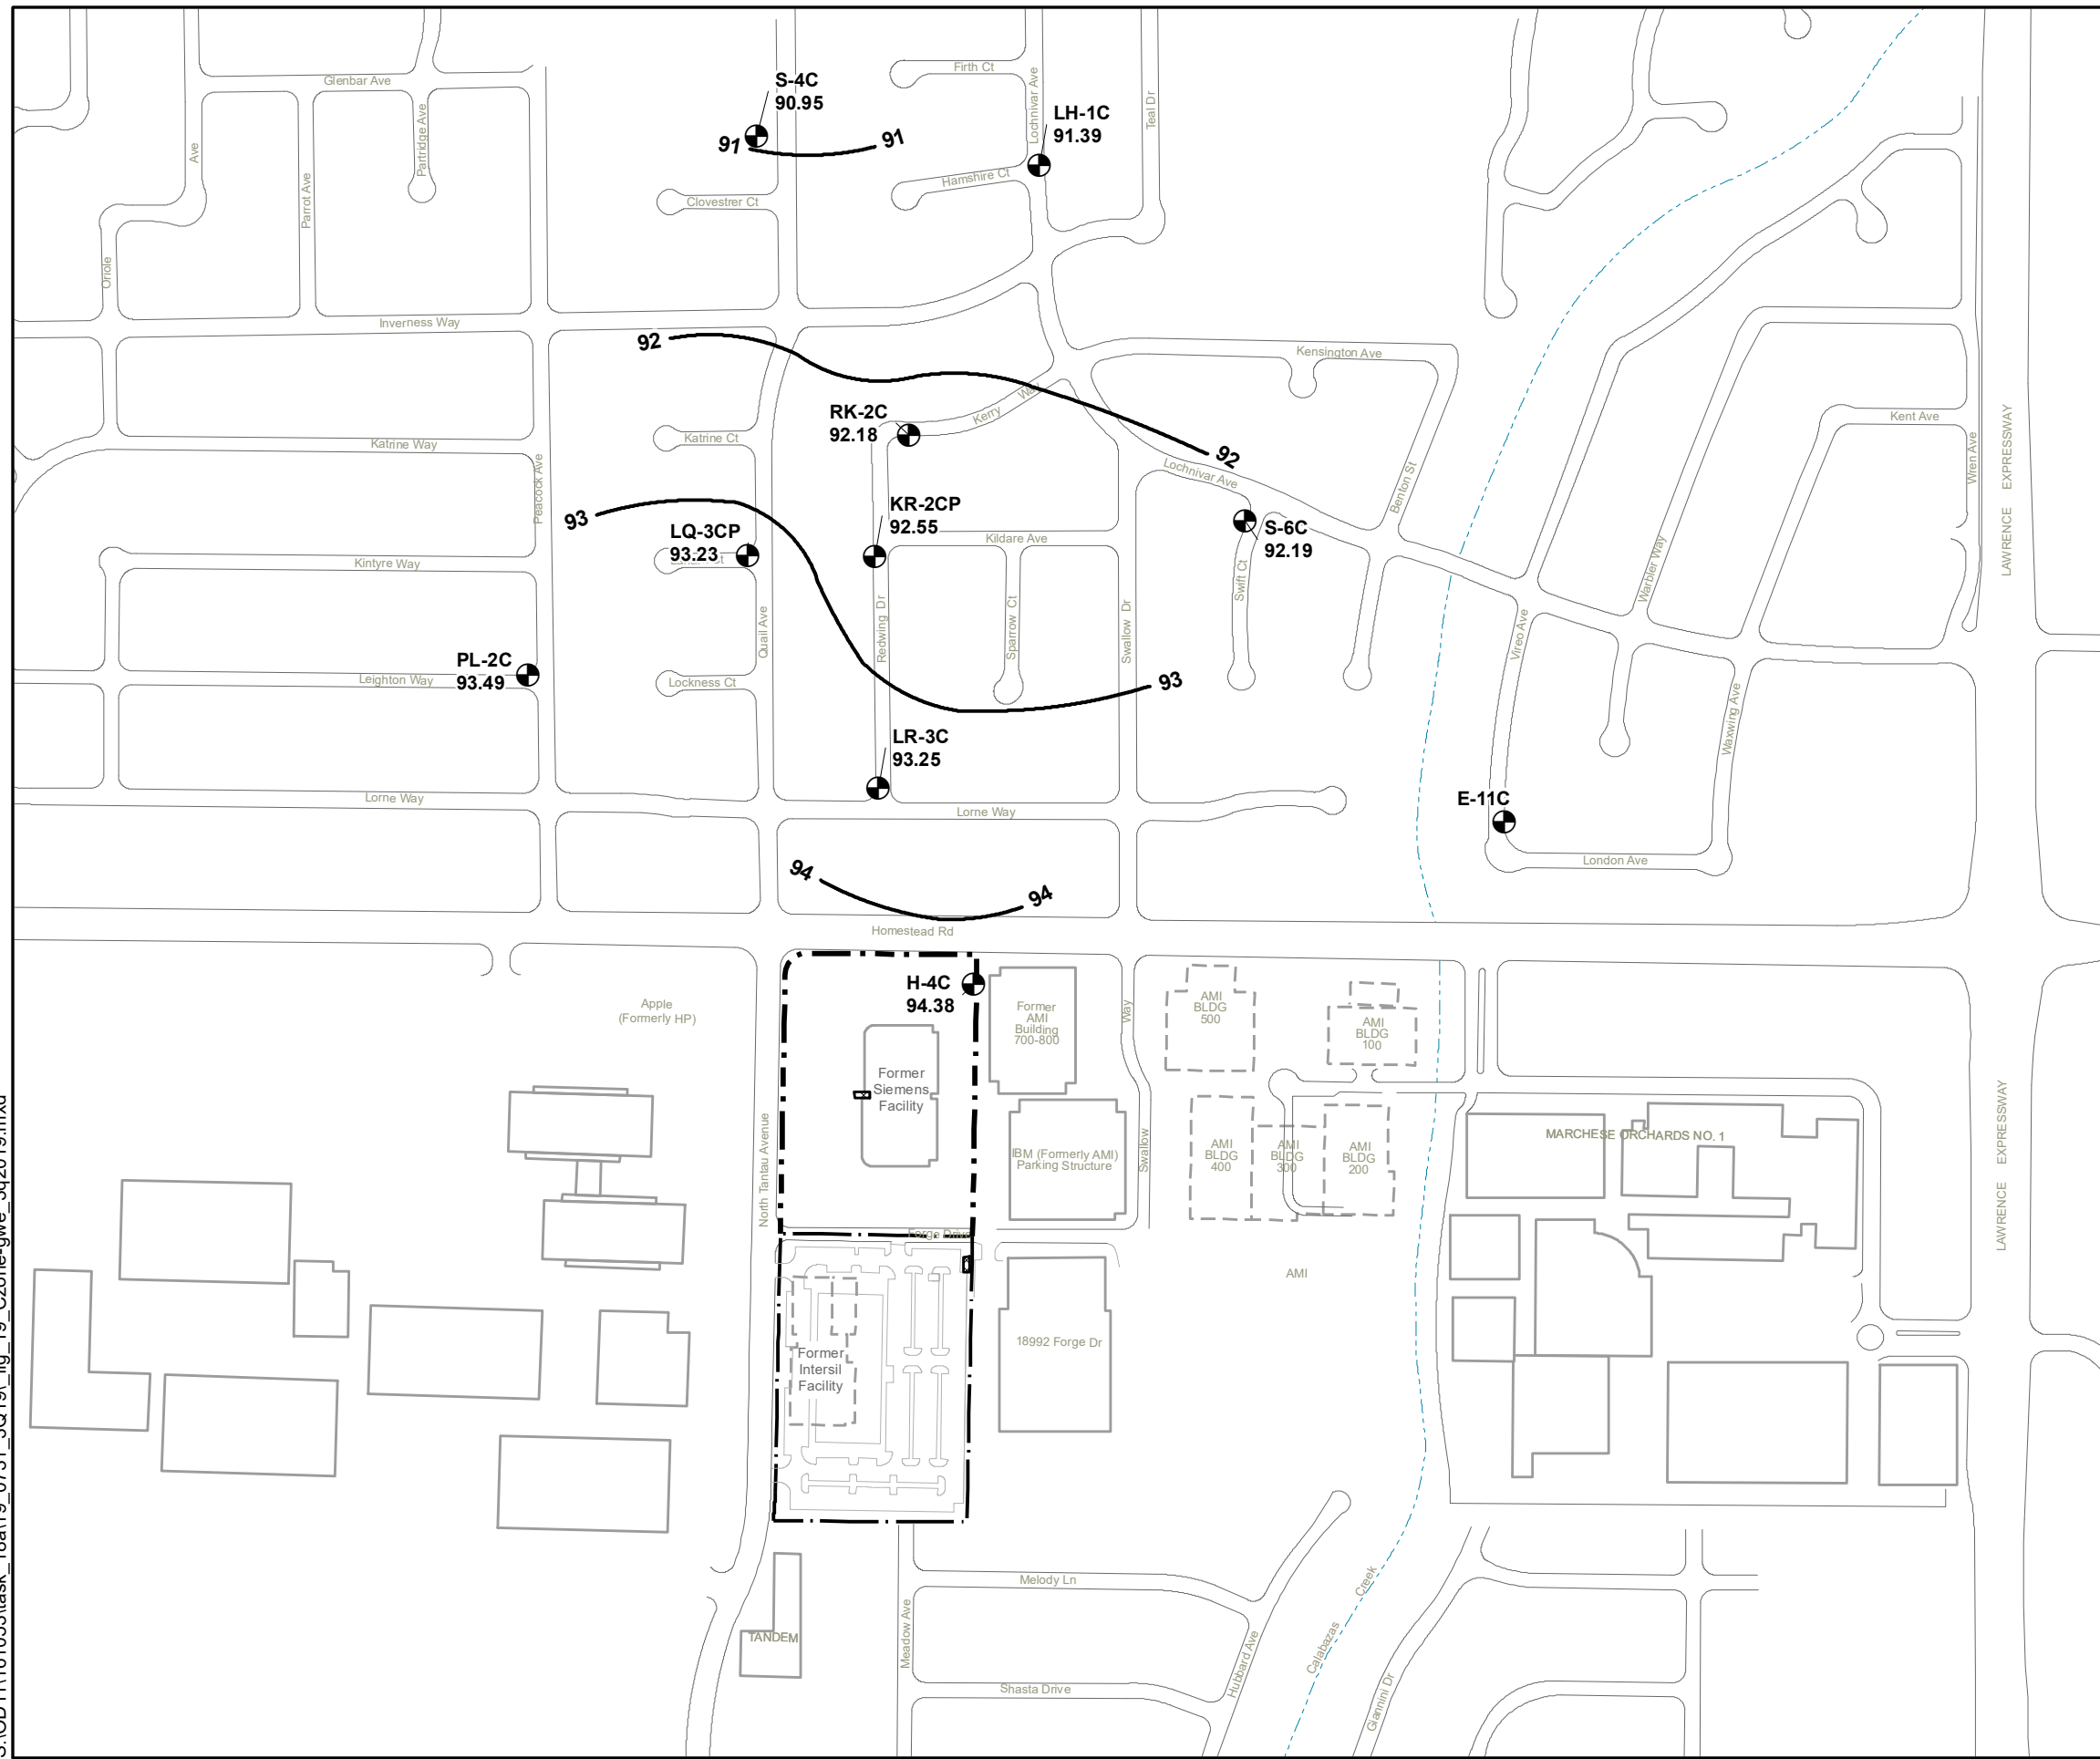 Glenbar Ave
Partridge Ave
Ave
Parrot Ave
Oriole
S-4C
90.95
91
91
Firth Ct
Lochnivar Ave
LH-1C
91.39
Teal Dr
Hamshire Ct
Clovestrer Ct
Inverness Way
92
Kensington Ave
RK-2C
92.18
Kerry Way
92
Kent Ave
Katrine Ct
Katrine Way
Peacock Ave
Lochnivar Ave
Benton St
Wren Ave
LAWRENCE EXPRESSWAY
93
KR-2CP
92.55
LQ-3CP
93.23
Kildare Ave
S-6C
92.19
Kintyre Way
Swift Ct
Warbler Way
Quail Ave
Redwing Dr
Sparrow Ct
Swallow Dr
Vireo Ave
PL-2C
93.49
Leighton Way
Lockness Ct
93
Waxwing Ave
LR-3C
93.25
Lorne Way
Lorne Way
E-11C
London Ave
94
94
Homestead Rd
H-4C
94.38
Apple
(Formerly HP)
Former
AMI
Building
700-800
Way
AMI
BLDG
500
AMI
BLDG
100
Former
Siemens
Facility
North Tantau Avenue
IBM (Formerly AMI)
Parking Structure
Swallow
AMI
BLDG
400
AMI
BLDG
300
AMI
BLDG
200
MARCHESE ORCHARDS NO. 1
LAWRENCE EXPRESSWAY
Forge Drive
AMI
18992 Forge Dr
Former
Intersil
Facility
Melody Ln
Meadow Ave
TANDEM
Shasta Drive
Hubbard Ave
Calabazas Creek
Giannini Dr